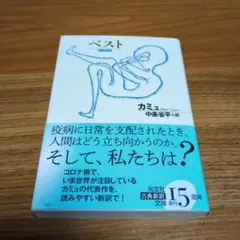 ペスト
カミュ
中条省平=訳
疫病に日常を支配されたとき、
人間はどう立ち向かうのか。
そして、私たちは?
コロナ禍で、
いま世界が注目している
カミュの代表作を、
読みやすい新訳で!
光文社
古典新訳
文庫
15
周年